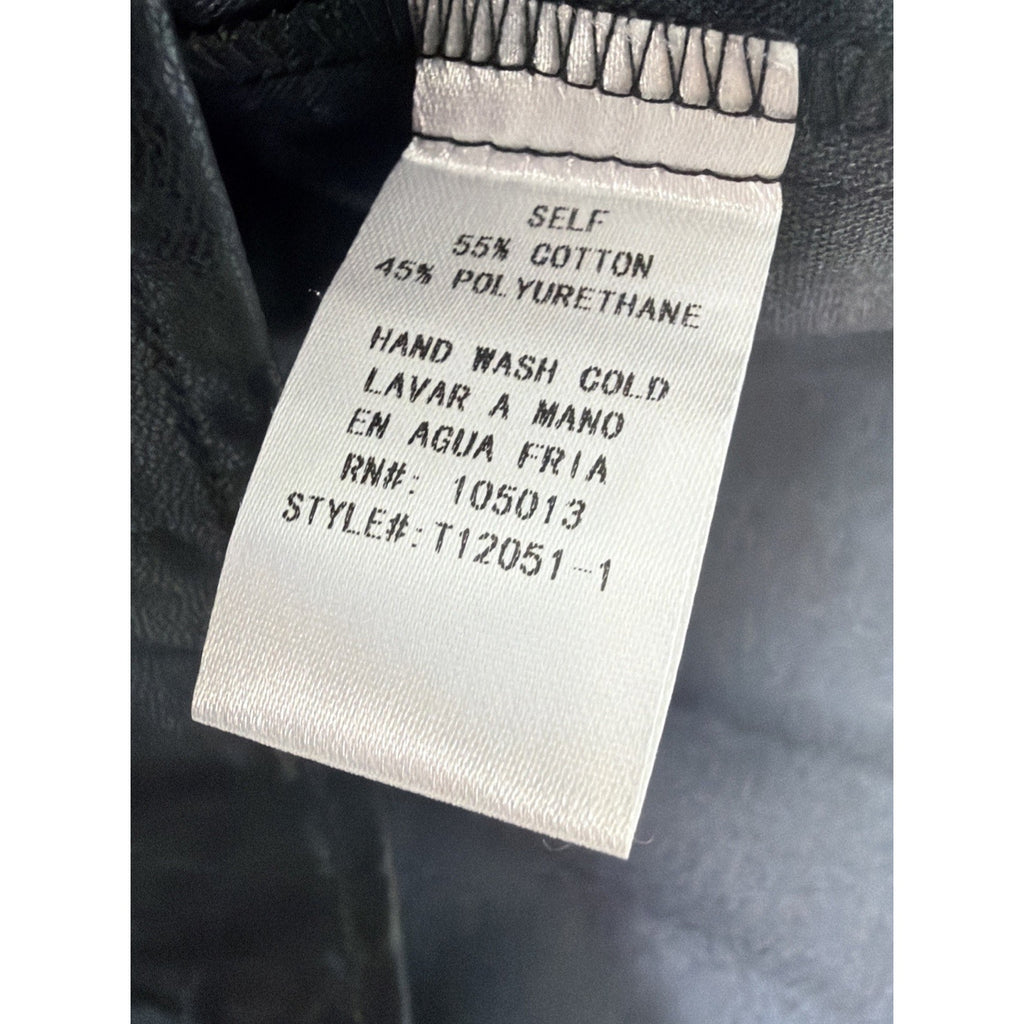 SELF
55% COTTON
45% POLYURETHANE
HAND WASH COLD
LAVAR A MANO
EN AGUA FRIA
RN#: 105013
STYLE#:T12051-1